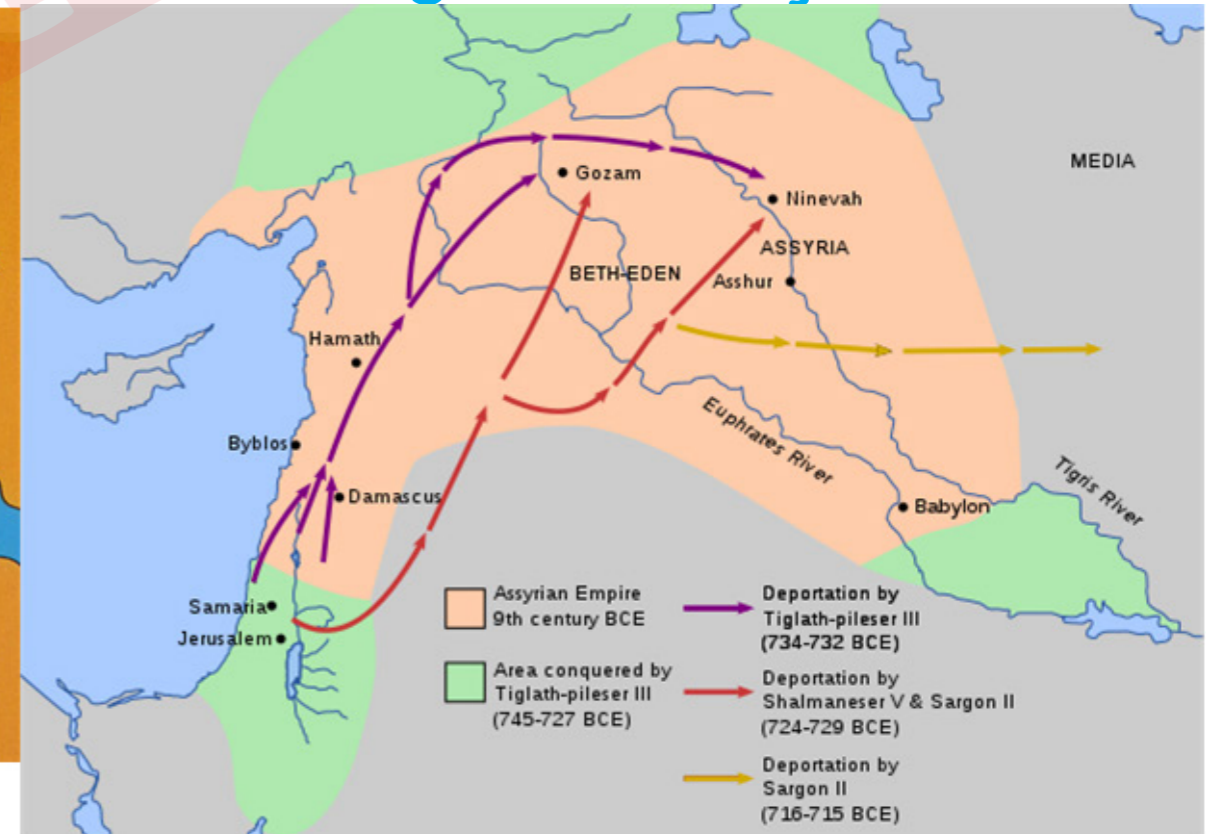 MEDIA
Gozam
Ninevah
ASSYRIA
BETH-EDEN
Asshur
Hamath
Byblos
Euphrates River
Damascus
Tigris River
Babylon
Samaria
Jerusalem
Assyrian Empire
9th century BCE
Area conquered by
Tiglath-pileser III
(745-727 BCE)
Deportation by
Tiglath-pileser III
(734-732 BCE)
Deportation by
Shalmaneser V & Sargon II
(724-729 BCE)
Deportation by
Sargon II
(716-715 BCE)